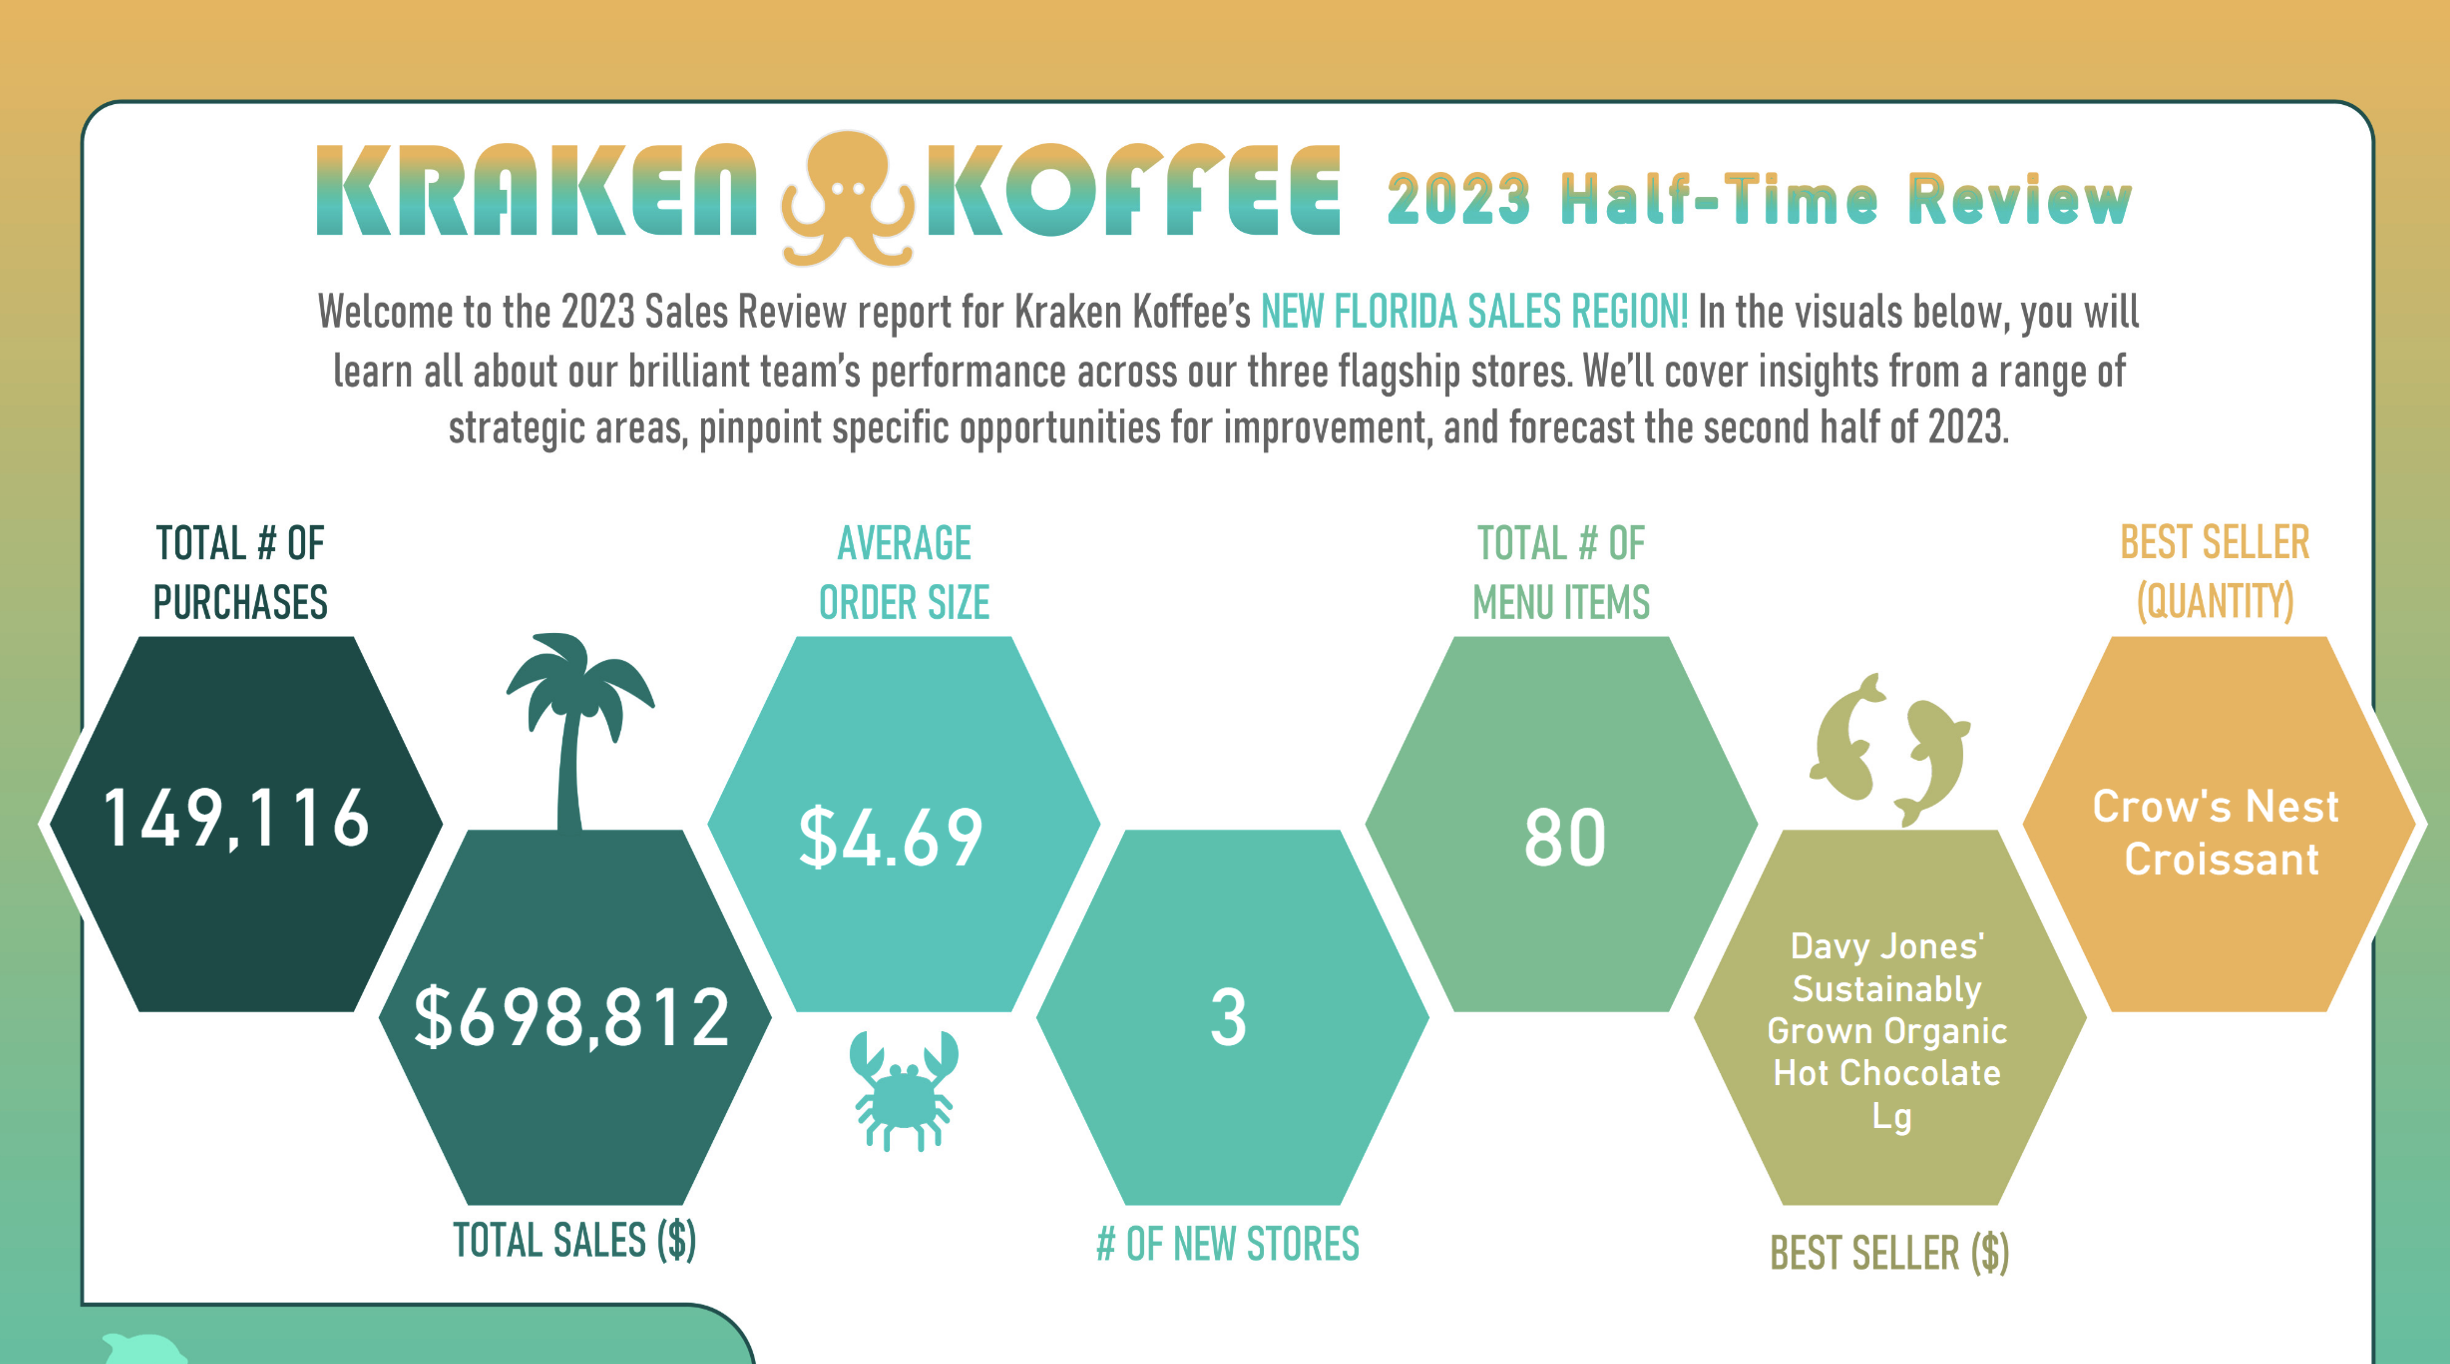 KRAKEN KOFFEE 2023 Half-Time Review
Welcome to the 2023 Sales Review report for Kraken Koffee's NEW FLORIDA SALES REGION! In the visuals below, you will
learn all about our brilliant team's performance across our three flagship stores. We'll cover insights from a range of
strategic areas, pinpoint specific opportunities for improvement, and forecast the second half of 2023.
TOTAL # OF
PURCHASES
149,116
$698,812
TOTAL SALES ($)
AVERAGE
ORDER SIZE
$4.69
3
# OF NEW STORES
TOTAL # OF
MENU ITEMS
80
Davy Jones'
Sustainably
Grown Organic
Hot Chocolate
Lg
BEST SELLER ($)
BEST SELLER
(QUANTITY)
Crow's Nest
Croissant